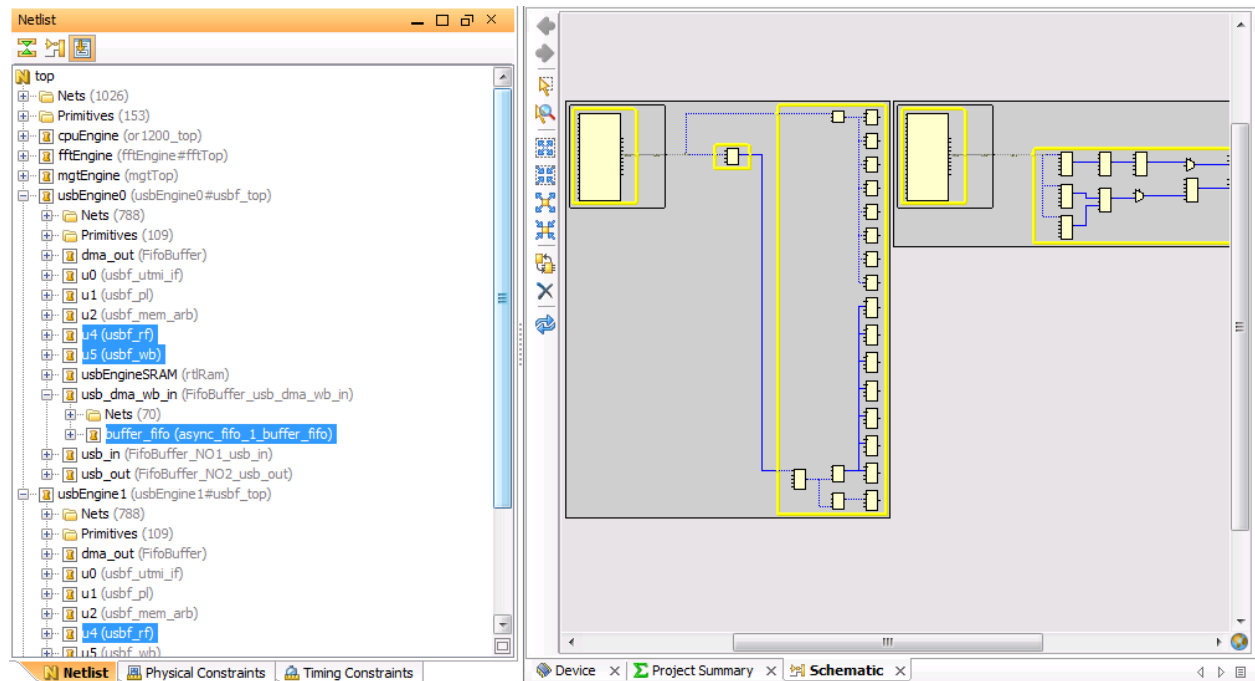 Netlist
top
Nets (1026)
Primitives (153)
cpuEngine (or1200_top)
fftEngine (fftEngine#fftTop)
mgtEngine (mgtTop)
usbEngine0 (usbEngine0#usbf_top)
Nets (788)
Primitives (109)
dma_out (FifoBuffer)
u0 (usbf_utmi_if)
u1 (usbf_pl)
u2 (usbf_mem_arb)
u4 (usbf_rf)
u5 (usbf_wb)
usbEngineSRAM (rtlRam)
usb_dma_wb_in (FifoBuffer_usb_dma_wb_in)
Nets (70)
buffer_fifo (async_fifo_1_buffer_fifo)
usb_in (FifoBuffer_NO1_usb_in)
usb_out (FifoBuffer_NO2_usb_out)
usbEngine1 (usbEngine1#usbf_top)
Nets (788)
Primitives (109)
dma_out (FifoBuffer)
u0 (usbf_utmi_if)
u1 (usbf_pl)
u2 (usbf_mem_arb)
u4 (usbf_rf)
u5 (usbf_wb)
Netlist Physical Constraints Timing Constraints
Device Project Summary Schematic